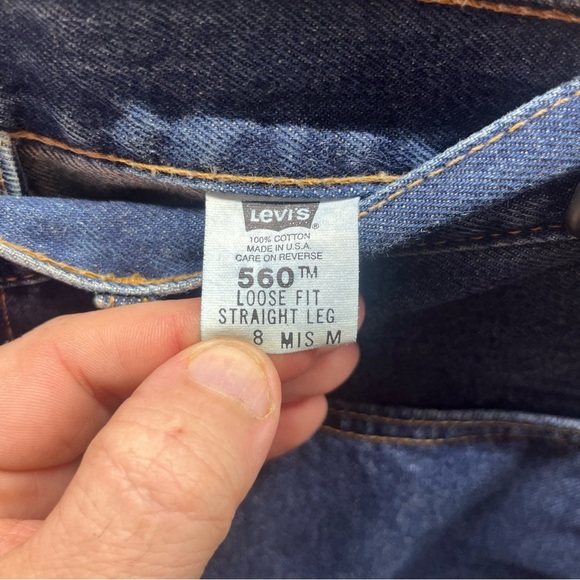 LEVI'S ®
100% COTTON
MADE IN U.S.A.
CARE ON REVERSE
560™
LOOSE FIT
STRAIGHT LEG
8 MIS M